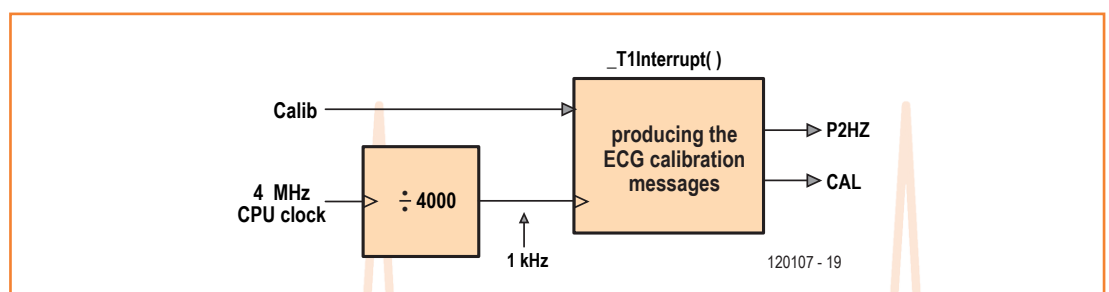 _T1Interrupt( )
Calib
producing the
ECG calibration
messages
P2HZ
CAL
4 MHz
CPU clock
÷ 4000
1 kHz
120107 - 19